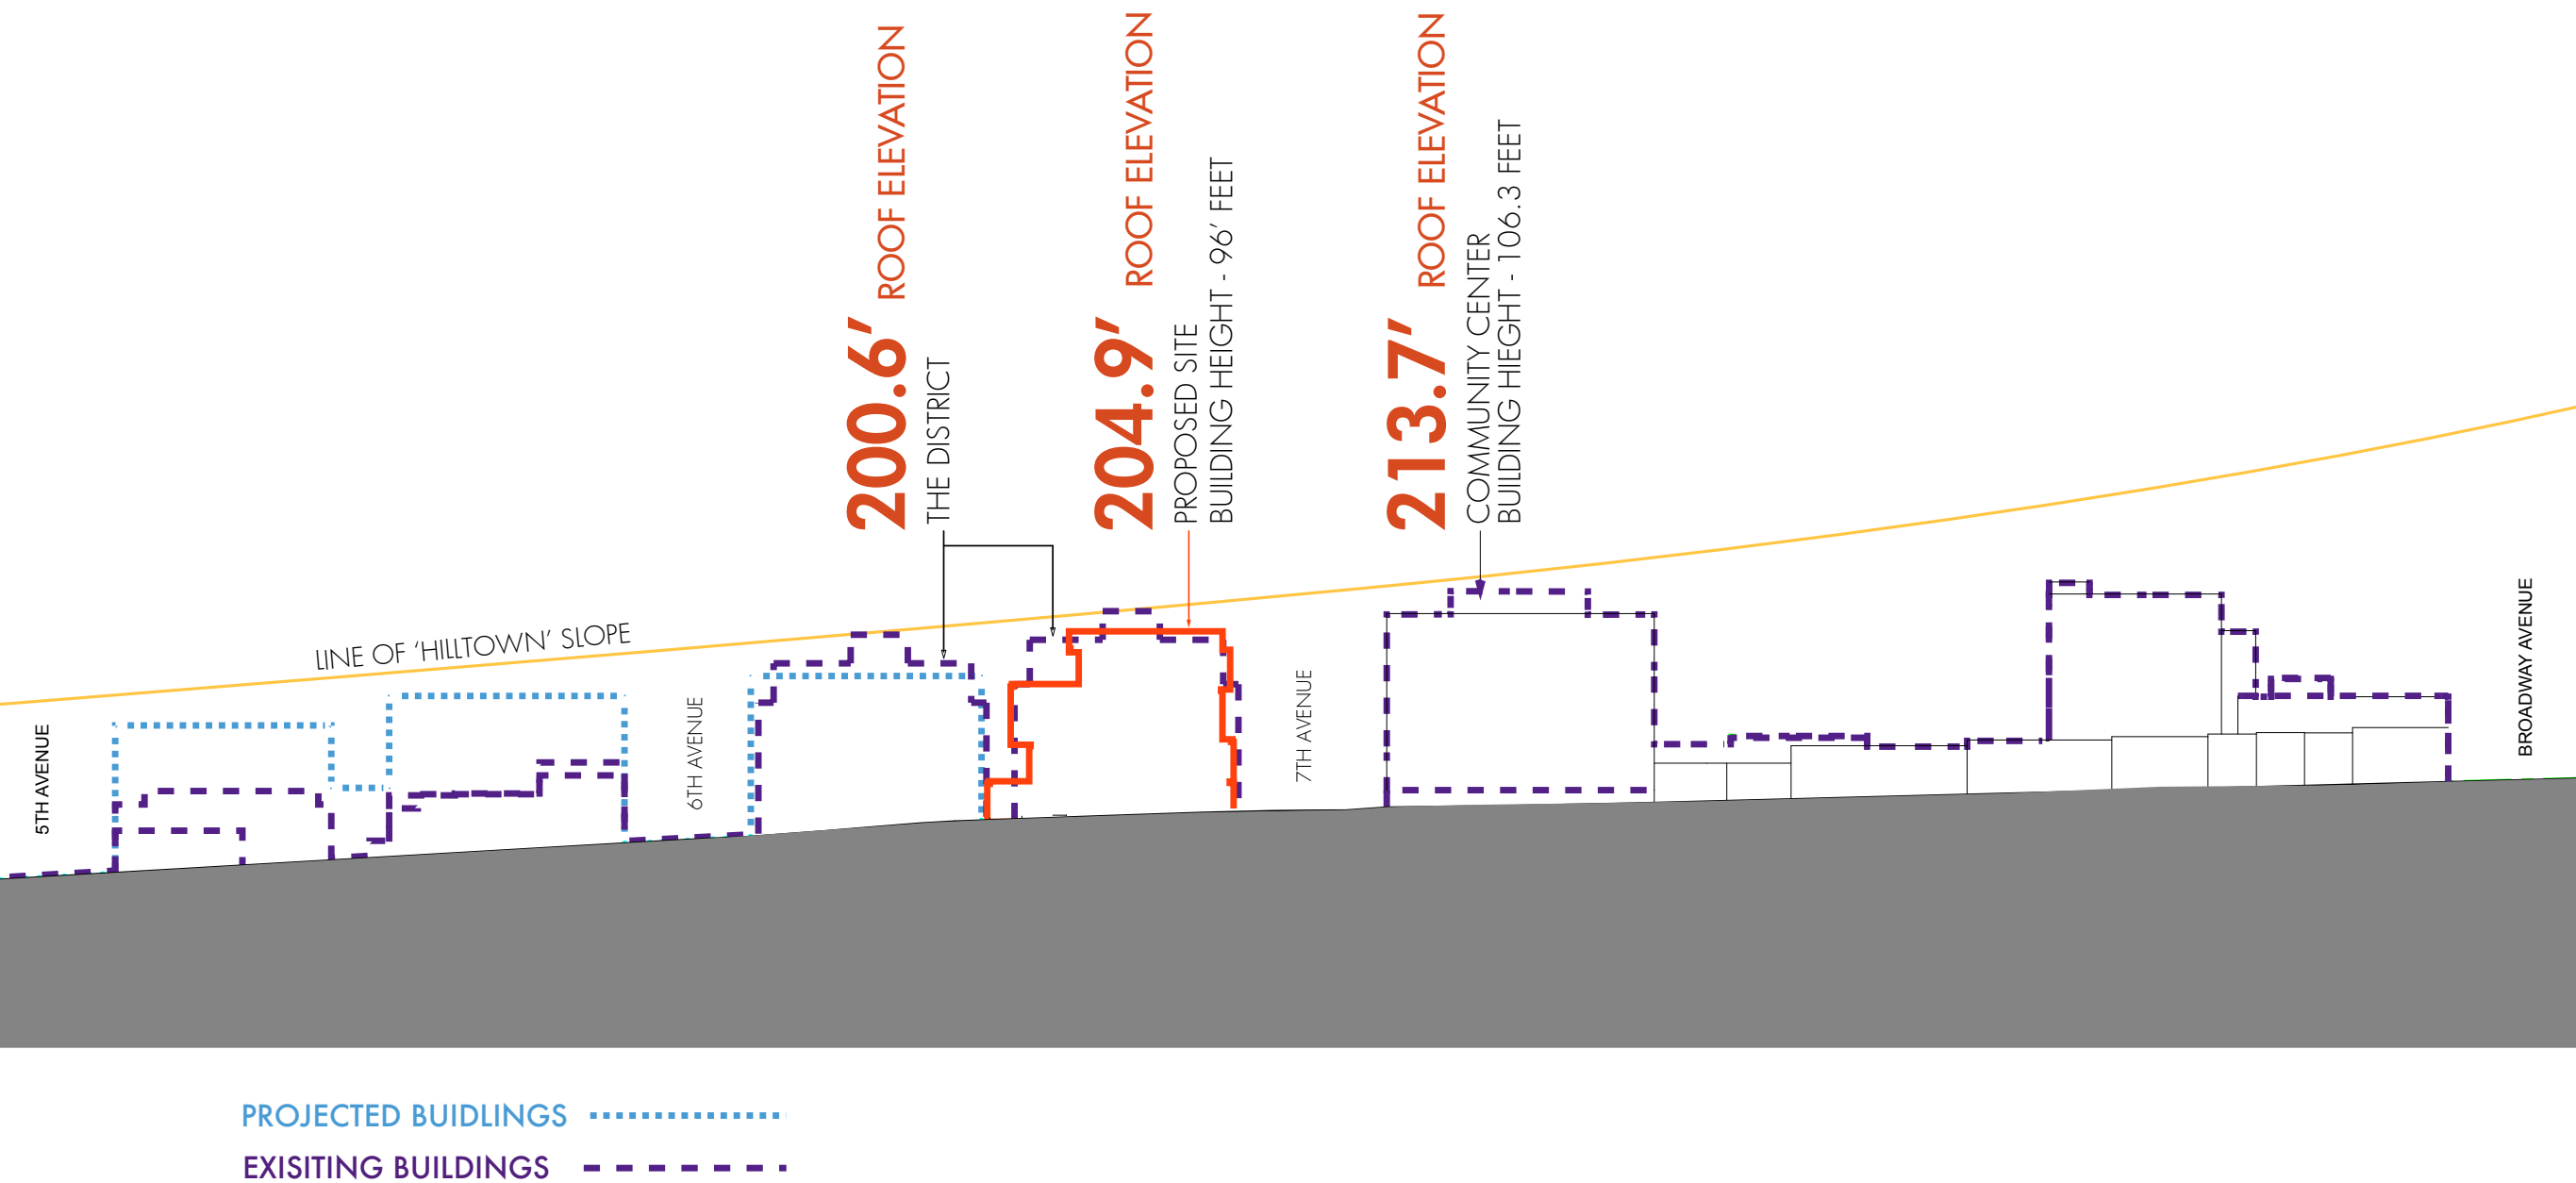 200.6' ROOF ELEVATION
THE DISTRICT
204.9' ROOF ELEVATION
PROPOSED SITE
BUILDING HEIGHT - 96' FEET
213.7' ROOF ELEVATION
COMMUNITY CENTER
BUILDING HIEGHT - 106.3 FEET
LINE OF 'HILLTOWN' SLOPE
5TH AVENUE
6TH AVENUE
7TH AVENUE
BROADWAY AVENUE
PROJECTED BUIDLINGS
EXISITING BUILDINGS